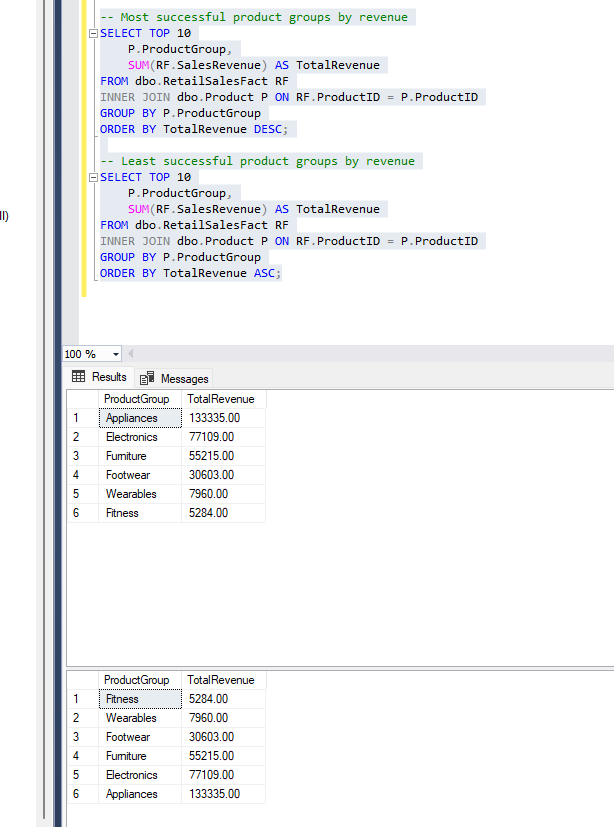 -- Most successful product groups by revenue
SELECT TOP 10
P.ProductGroup,
SUM(RF.SalesRevenue) AS TotalRevenue
FROM dbo.RetailSalesFact RF
INNER JOIN dbo.Product P ON RF.ProductID = P.ProductID
GROUP BY P.ProductGroup
ORDER BY TotalRevenue DESC;
-- Least successful product groups by revenue
SELECT TOP 10
P.ProductGroup,
SUM(RF.SalesRevenue) AS TotalRevenue
FROM dbo.RetailSalesFact RF
INNER JOIN dbo.Product P ON RF.ProductID = P.ProductID
GROUP BY P.ProductGroup
ORDER BY TotalRevenue ASC;
100 %
Results Messages
ProductGroup TotalRevenue
1 Appliances 133335.00
2 Electronics 77109.00
3 Furniture 55215.00
4 Footwear 30603.00
5 Wearables 7960.00
6 Fitness 5284.00
ProductGroup TotalRevenue
1 Fitness 5284.00
2 Wearables 7960.00
3 Footwear 30603.00
4 Furniture 55215.00
5 Electronics 77109.00
6 Appliances 133335.00